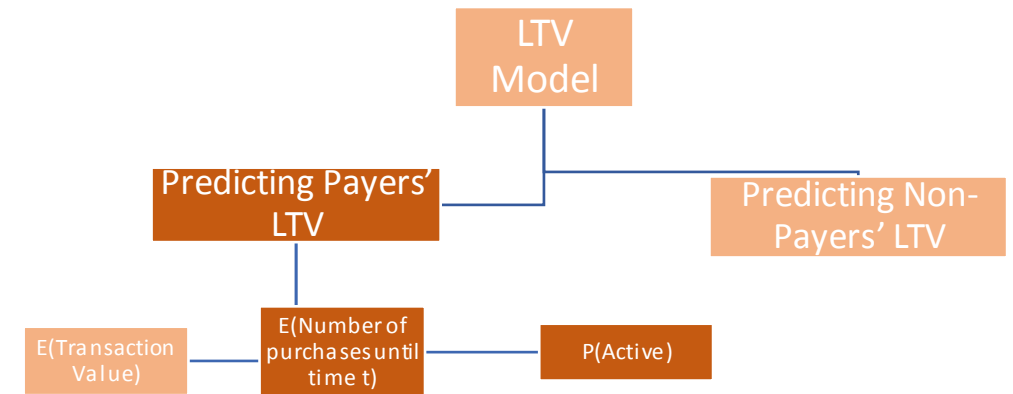 LTV
Model
Predicting Payers’
LTV
Predicting Non-
Payers’ LTV
E(Transaction
Value)
E(Number of
purchases until
time t)
P(Active)